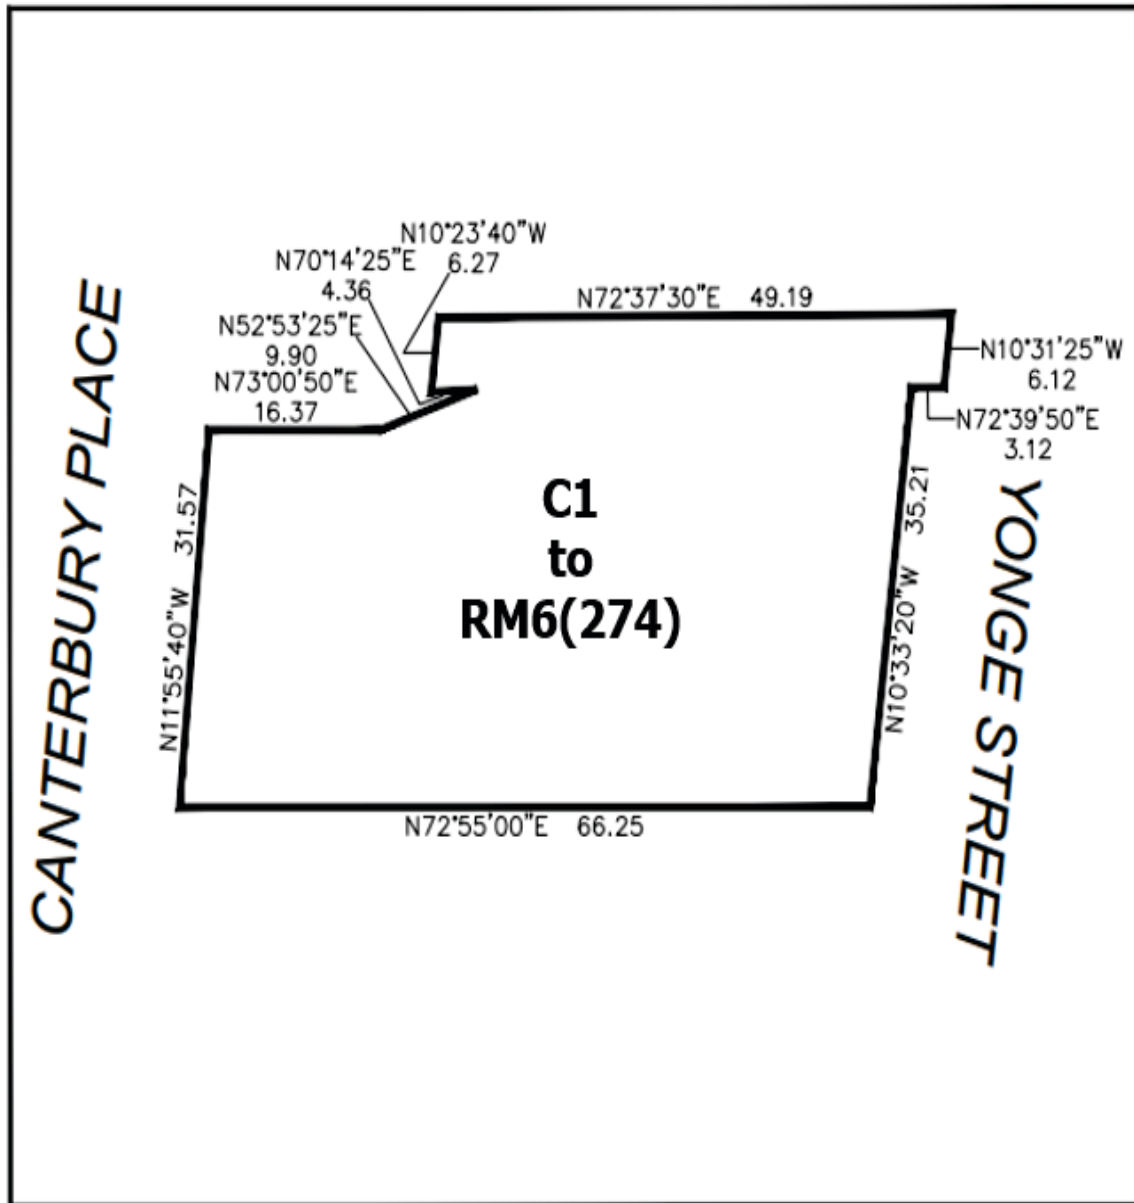 N10°23'40"W
6.27
N70°14'25"E
4.36
N72°37'30"E 49.19
N52°53'25"E
9.90
N10°31'25"W
6.12
N73°00'50"E
16.37
N72°39'50"E
3.12
CANTERBURY PLACE
N11°55'40"W 31.57
C1
to
RM6(274)
N10°33'20"W 35.21
YONGE STREET
N72°55'00"E 66.25